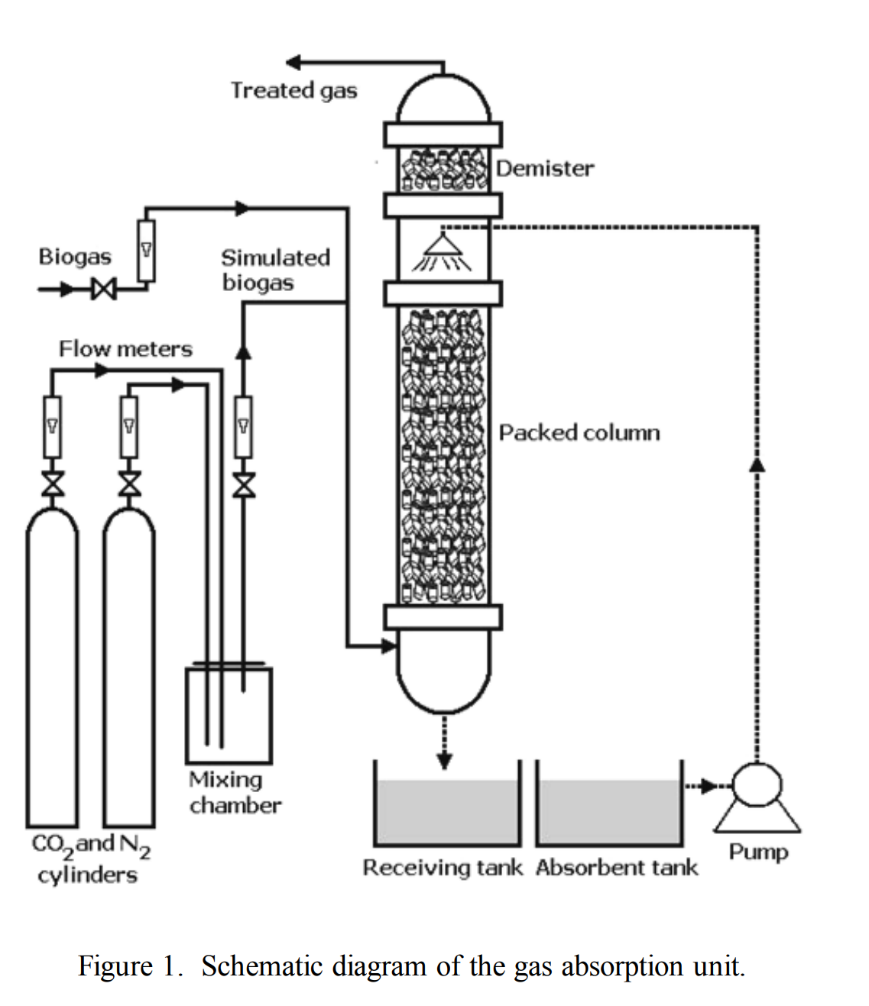 Treated gas
Demister
Biogas
Simulated
biogas
Flow meters
Packed column
Mixing
chamber
CO2and N2
cylinders
Receiving tank
Absorbent tank
Pump
Figure 1. Schematic diagram of the gas absorption unit.